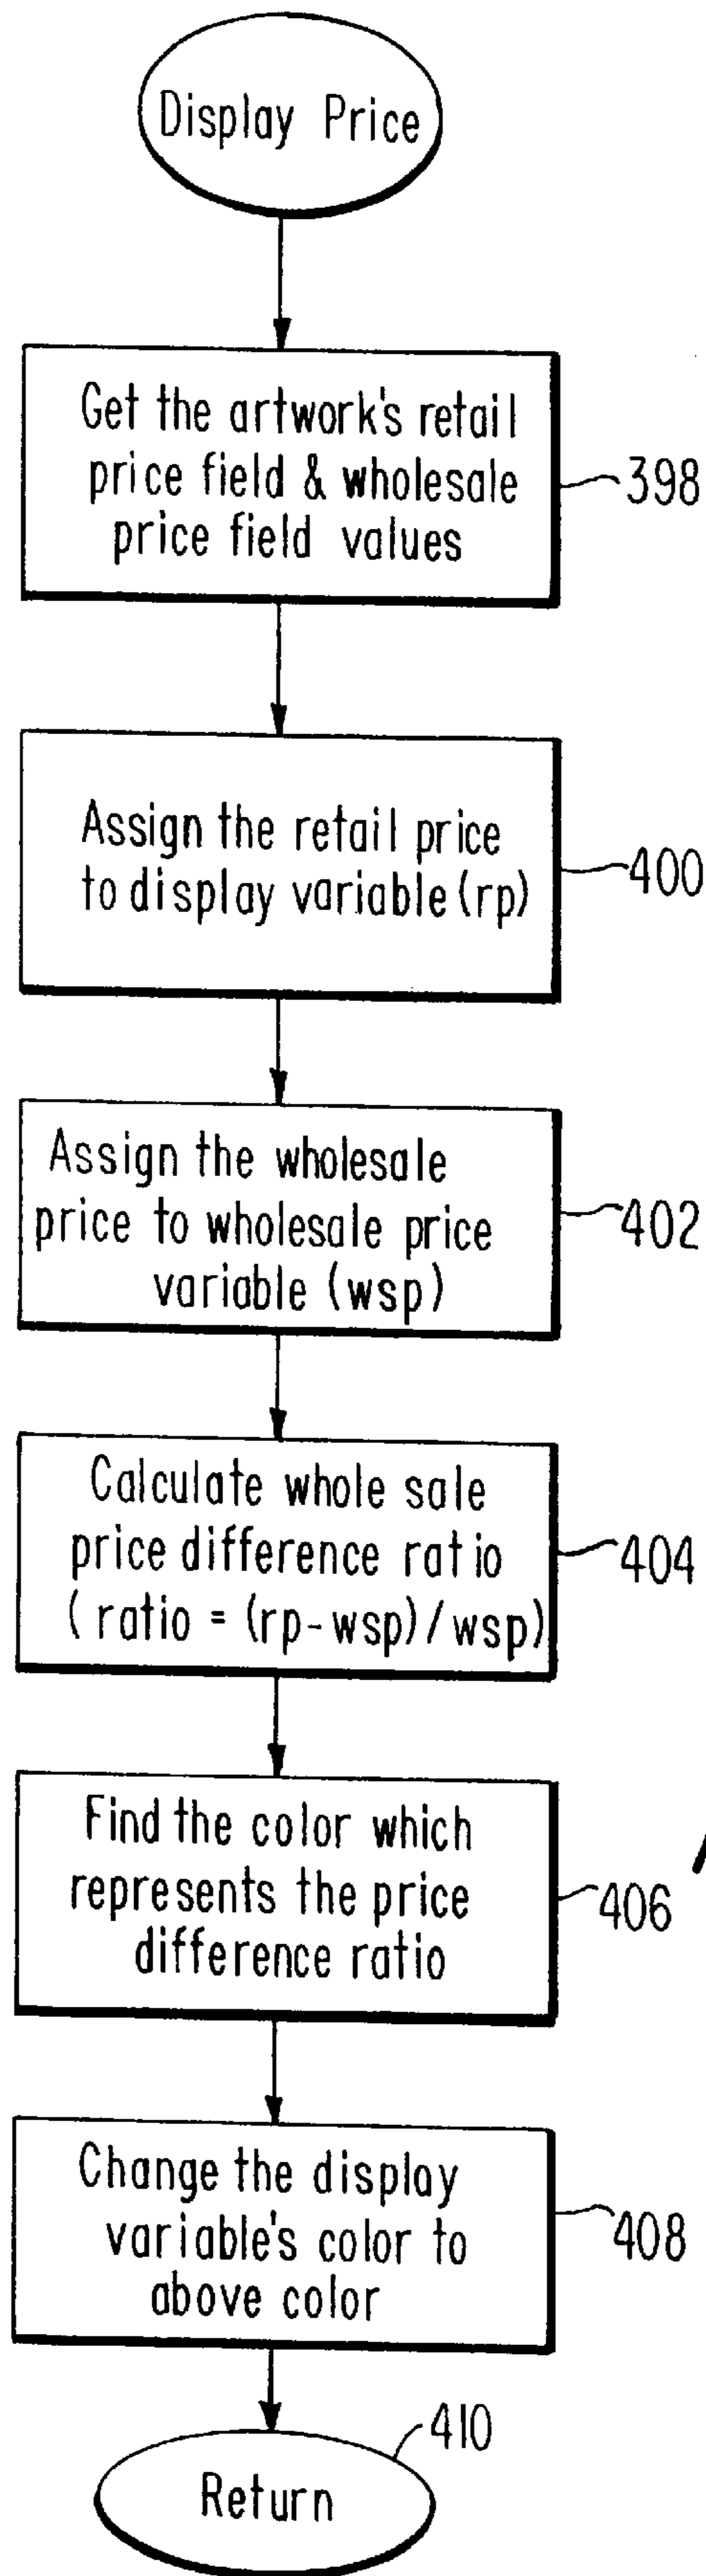 Display Price
Get the artwork's retail
price field & wholesale
price field values
398
Assign the retail price
to display variable (rp)
400
Assign the wholesale
price to wholesale price
variable (wsp)
402
Calculate whole sale
price difference ratio
( ratio = (rp-wsp)/wsp)
404
Find the color which
represents the price
difference ratio
406
Change the display
variable's color to
above color
408
410
Return